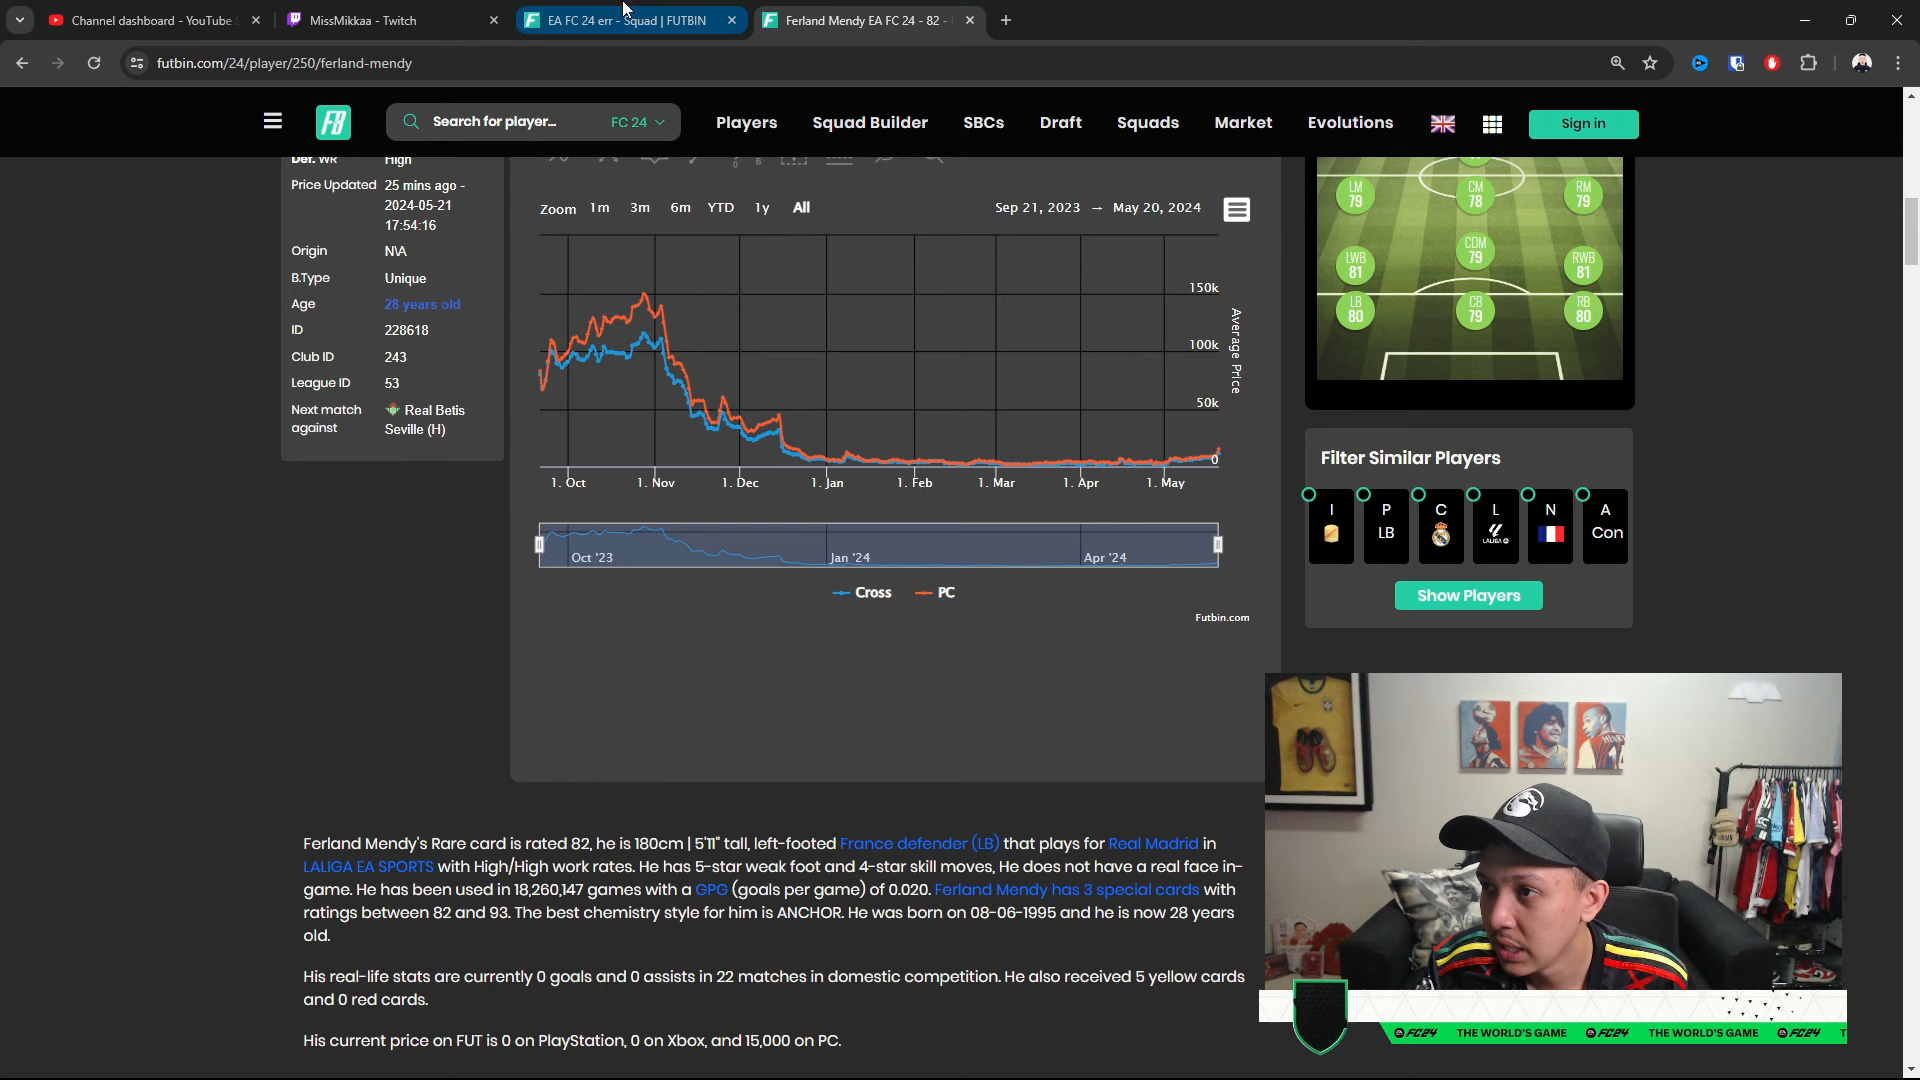 Channel dashboard - YouTube S
MissMikkaa - Twitch
EA FC 24 err - Squad | FUTBIN
Ferland Mendy EA FC 24 - 82 -
futbin.com/24/player/250/ferland-mendy
Search for player...
FC 24
Players
Squad Builder
SBCs
Draft
Squads
Market
Evolutions
Sign in
Def. WR High
Price Updated 25 mins ago -
2024-05-21
17:54:16
Origin N\A
B.Type Unique
Age 28 years old
ID 228618
Club ID 243
League ID 53
Next match against
Real Betis Seville (H)
Zoom 1m 3m 6m YTD 1y All
Sep 21, 2023 → May 20, 2024
150k
100k
50k
0
Average Price
1. Oct 1. Nov 1. Dec 1. Jan 1. Feb 1. Mar 1. Apr 1. May
Oct '23 Jan '24 Apr '24
Cross PC
Futbin.com
LM 79
CM 78
RM 79
CDM 79
LWB 81
RWB 81
LB 80
CB 79
RB 80
Filter Similar Players
I P C L N A
LB LALIGA Con
Show Players
Ferland Mendy's Rare card is rated 82, he is 180cm | 5'11" tall, left-footed France defender (LB) that plays for Real Madrid in
LALIGA EA SPORTS with High/High work rates. He has 5-star weak foot and 4-star skill moves, He does not have a real face in-
game. He has been used in 18,260,147 games with a GPG (goals per game) of 0.020. Ferland Mendy has 3 special cards with
ratings between 82 and 93. The best chemistry style for him is ANCHOR. He was born on 08-06-1995 and he is now 28 years
old.
His real-life stats are currently 0 goals and 0 assists in 22 matches in domestic competition. He also received 5 yellow cards
and 0 red cards.
His current price on FUT is 0 on PlayStation, 0 on Xbox, and 15,000 on PC.
FC24 THE WORLD'S GAME FC24 THE WORLD'S GAME FC24